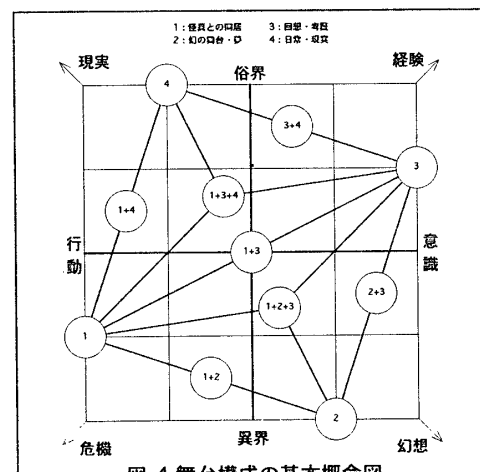 1：怪異との同居　3：回想・考証
2：幻の舞台・夢　4：日常・現実
現実
俗界
経験
4
3+4
3
1+4
1+3+4
行動
1+3
意識
1+2+3
2+3
1
1+2
2
危機
異界
幻想
図 4 舞台構成の基本概念図